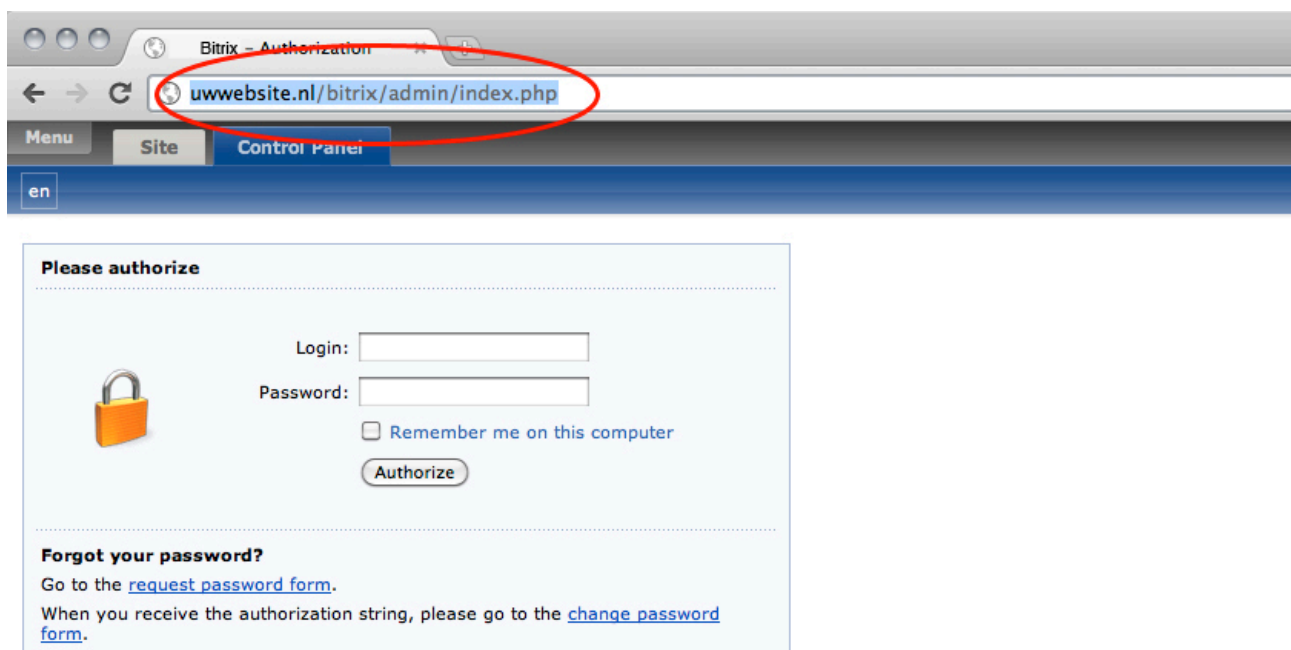 Bitrix – Authorization
uwwebsite.nl/bitrix/admin/index.php
Menu
Site
Control Panel
en
Please authorize
Login:
Password:
Remember me on this computer
Authorize
Forgot your password?
Go to the request password form.
When you receive the authorization string, please go to the change password
form.